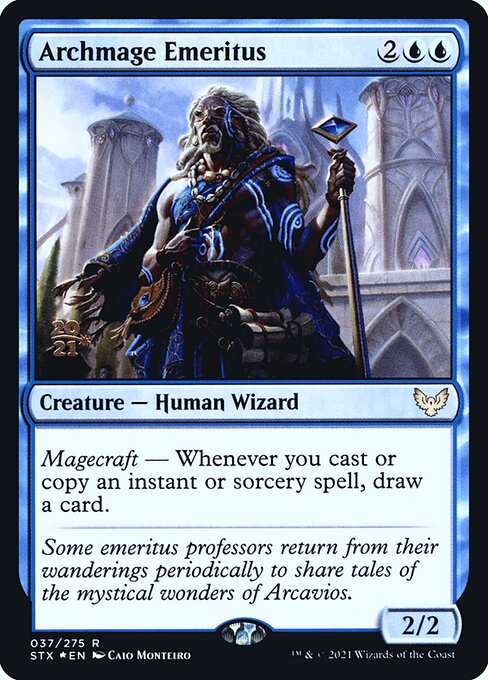 Archmage Emeritus 2
20
21
Creature — Human Wizard
Magecraft — Whenever you cast or
copy an instant or sorcery spell, draw
a card.
Some emeritus professors return from their
wanderings periodically to share tales of
the mystical wonders of Arcavios.
2/2
037/275 R
STX ★ EN Caio Monteiro
™ & © 2021 Wizards of the Coast